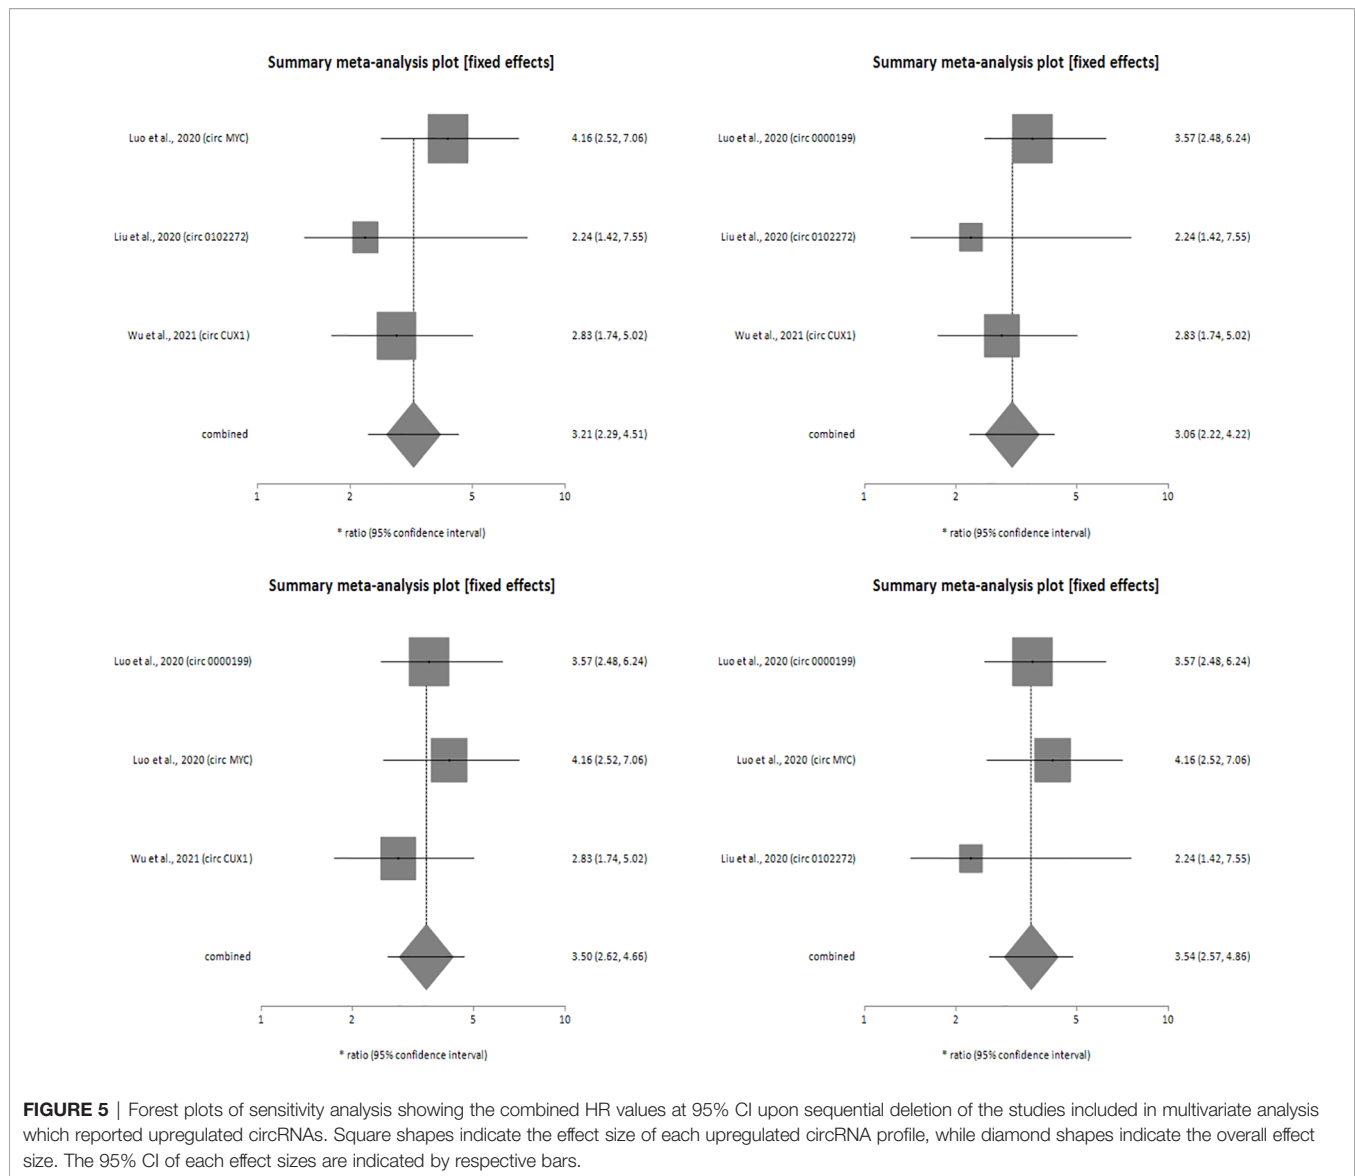 Summary meta-analysis plot [fixed effects]
Luo et al., 2020 (circ MYC) 4.16 (2.52, 7.06)
Liu et al., 2020 (circ 0102272) 2.24 (1.42, 7.55)
Wu et al., 2021 (circ CUX1) 2.83 (1.74, 5.02)
combined 3.21 (2.29, 4.51)
1 2 5 10
* ratio (95% confidence interval)
Summary meta-analysis plot [fixed effects]
Luo et al., 2020 (circ 0000199) 3.57 (2.48, 6.24)
Liu et al., 2020 (circ 0102272) 2.24 (1.42, 7.55)
Wu et al., 2021 (circ CUX1) 2.83 (1.74, 5.02)
combined 3.06 (2.22, 4.22)
1 2 5 10
* ratio (95% confidence interval)
Summary meta-analysis plot [fixed effects]
Luo et al., 2020 (circ 0000199) 3.57 (2.48, 6.24)
Luo et al., 2020 (circ MYC) 4.16 (2.52, 7.06)
Wu et al., 2021 (circ CUX1) 2.83 (1.74, 5.02)
combined 3.50 (2.62, 4.66)
1 2 5 10
* ratio (95% confidence interval)
Summary meta-analysis plot [fixed effects]
Luo et al., 2020 (circ 0000199) 3.57 (2.48, 6.24)
Luo et al., 2020 (circ MYC) 4.16 (2.52, 7.06)
Liu et al., 2020 (circ 0102272) 2.24 (1.42, 7.55)
combined 3.54 (2.57, 4.86)
1 2 5 10
* ratio (95% confidence interval)
FIGURE 5 | Forest plots of sensitivity analysis showing the combined HR values at 95% CI upon sequential deletion of the studies included in multivariate analysis
which reported upregulated circRNAs. Square shapes indicate the effect size of each upregulated circRNA profile, while diamond shapes indicate the overall effect
size. The 95% CI of each effect sizes are indicated by respective bars.